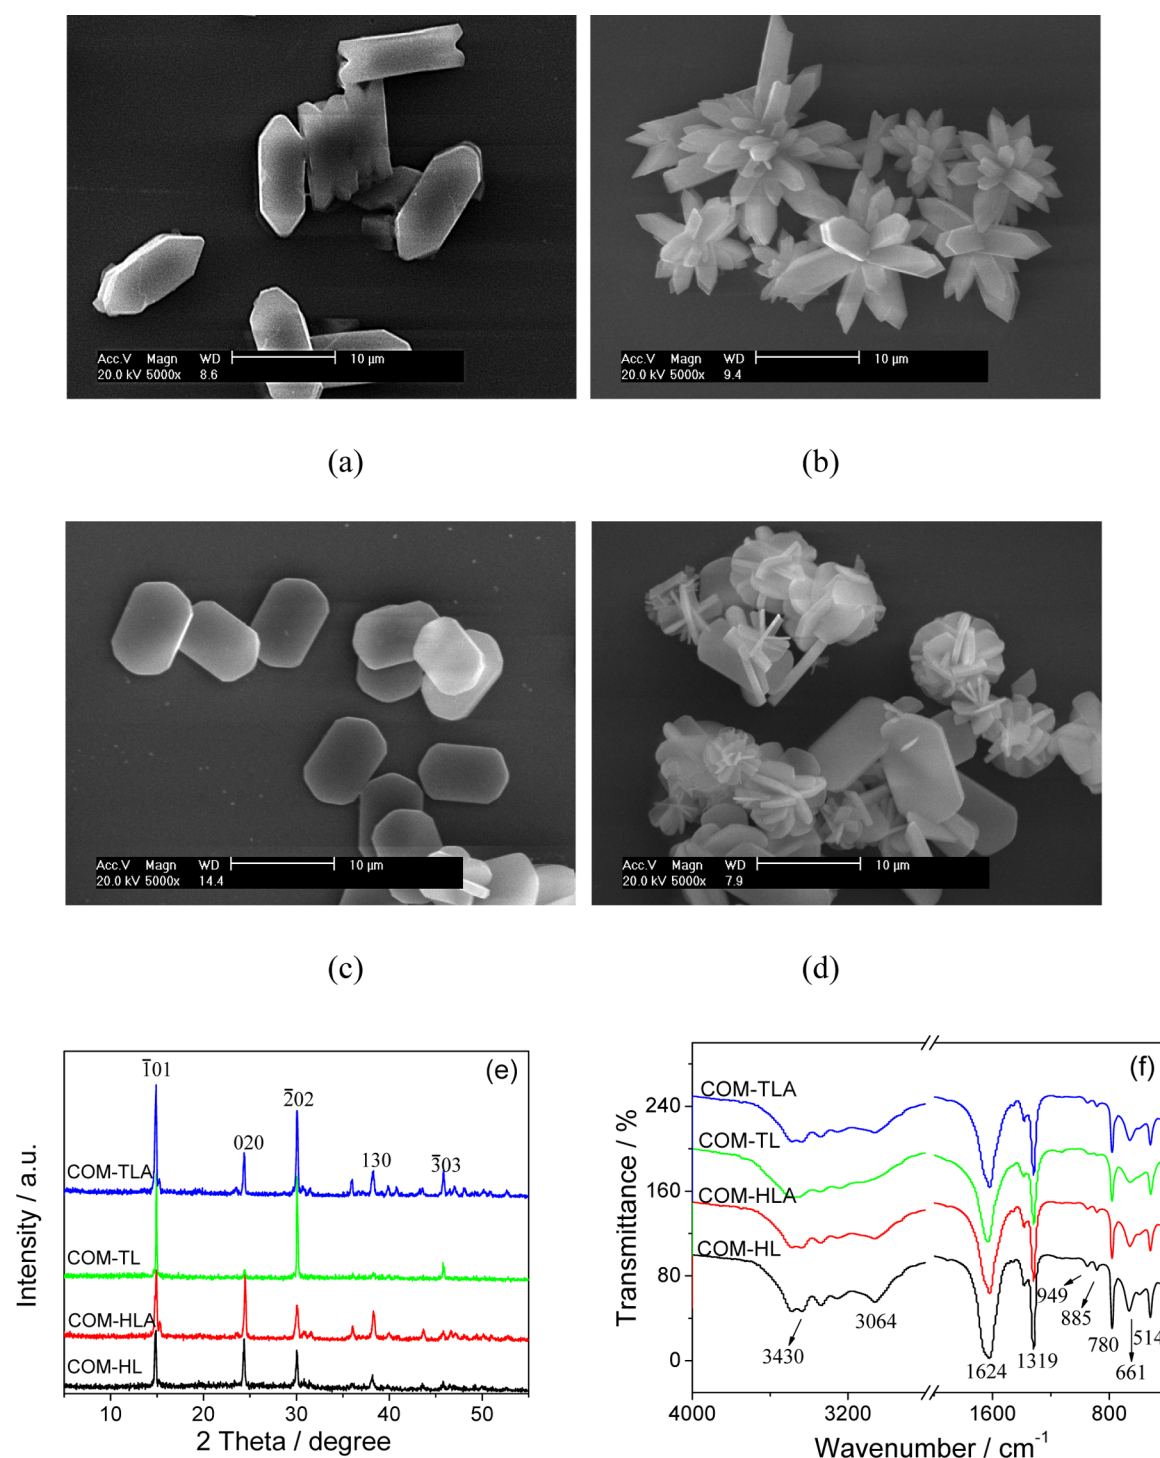 Acc.V Magn WD 10 µm
20.0 kV 5000x 8.6
Acc.V Magn WD 10 µm
20.0 kV 5000x 9.4
(a)
(b)
Acc.V Magn WD 10 µm
20.0 kV 5000x 14.4
Acc.V Magn WD 10 µm
20.0 kV 5000x 7.9
(c)
(d)
(e)
1̅01
2̅02
020
130
3̅03
COM-TLA
COM-TL
COM-HLA
COM-HL
Intensity / a.u.
10 20 30 40 50
2 Theta / degree
(f)
COM-TLA
COM-TL
COM-HLA
COM-HL
240
160
80
0
Transmittance / %
3430
3064
1624
1319
949
885
780
661
514
4000 3200 1600 800
Wavenumber / cm⁻¹